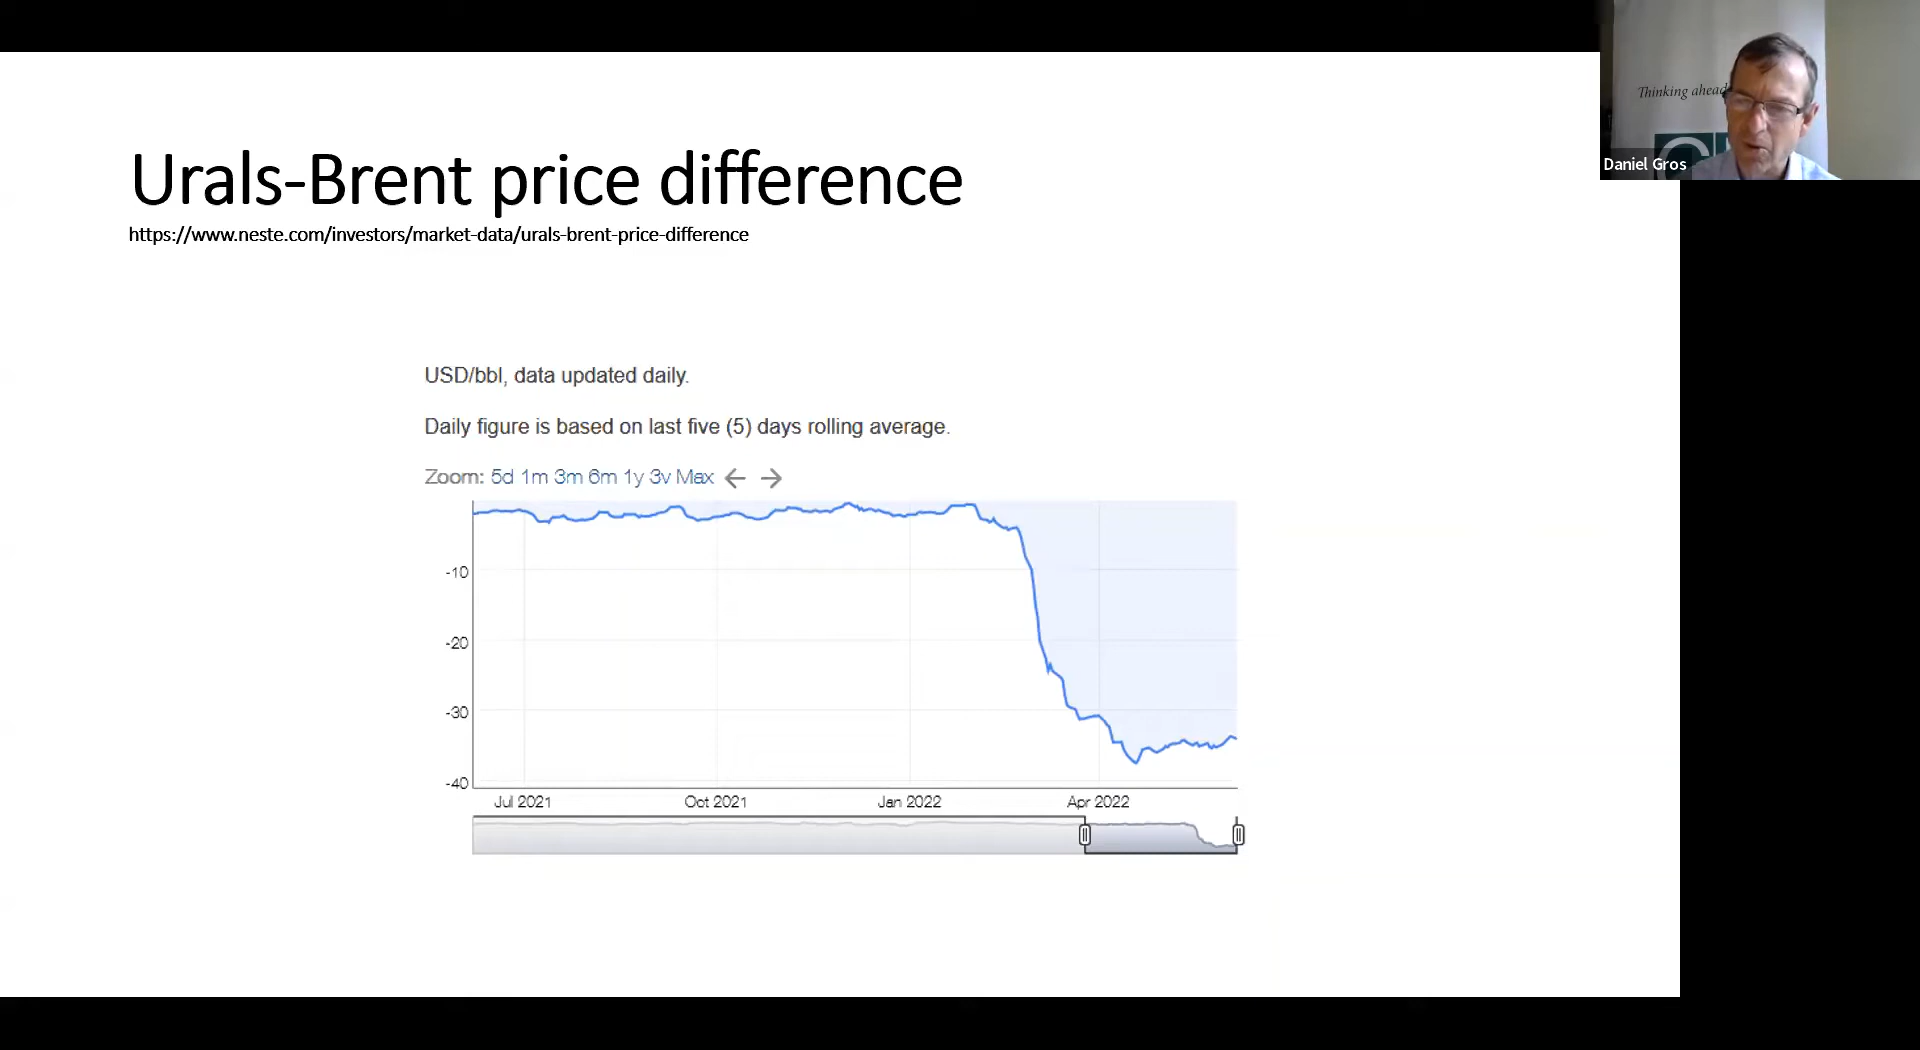 Urals-Brent price difference
https://www.neste.com/investors/market-data/urals-brent-price-difference
USD/bbl, data updated daily.
Daily figure is based on last five (5) days rolling average.
Zoom: 5d 1m 3m 6m 1y 3y Max
-10
-20
-30
-40
Jul 2021 Oct 2021 Jan 2022 Apr 2022
Thinking ahead
Daniel Gros